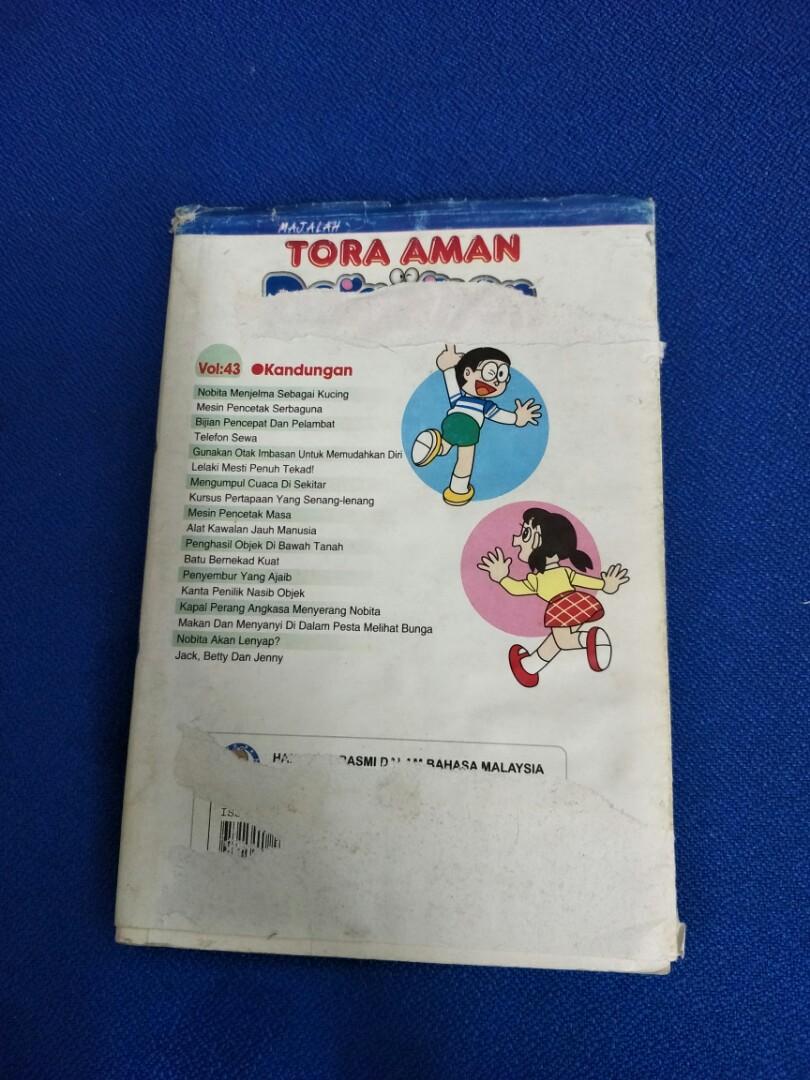 MAJALAH
TORA AMAN
Vol:43 Kandungan
Nobita Menjelma Sebagai Kucing
Mesin Pencetak Serbaguna
Bijian Pencepat Dan Pelambat
Telefon Sewa
Gunakan Otak Imbasan Untuk Memudahkan Diri
Lelaki Mesti Penuh Tekad!
Mengumpul Cuaca Di Sekitar
Kursus Pertapaan Yang Senang-lenang
Mesin Pencetak Masa
Alat Kawalan Jauh Manusia
Penghasil Objek Di Bawah Tanah
Batu Bernekad Kuat
Penyembur Yang Ajaib
Kanta Penilik Nasib Objek
Kapal Perang Angkasa Menyerang Nobita
Makan Dan Menyanyi Di Dalam Pesta Melihat Bunga
Nobita Akan Lenyap?
Jack, Betty Dan Jenny
BAHASA MALAYSIA